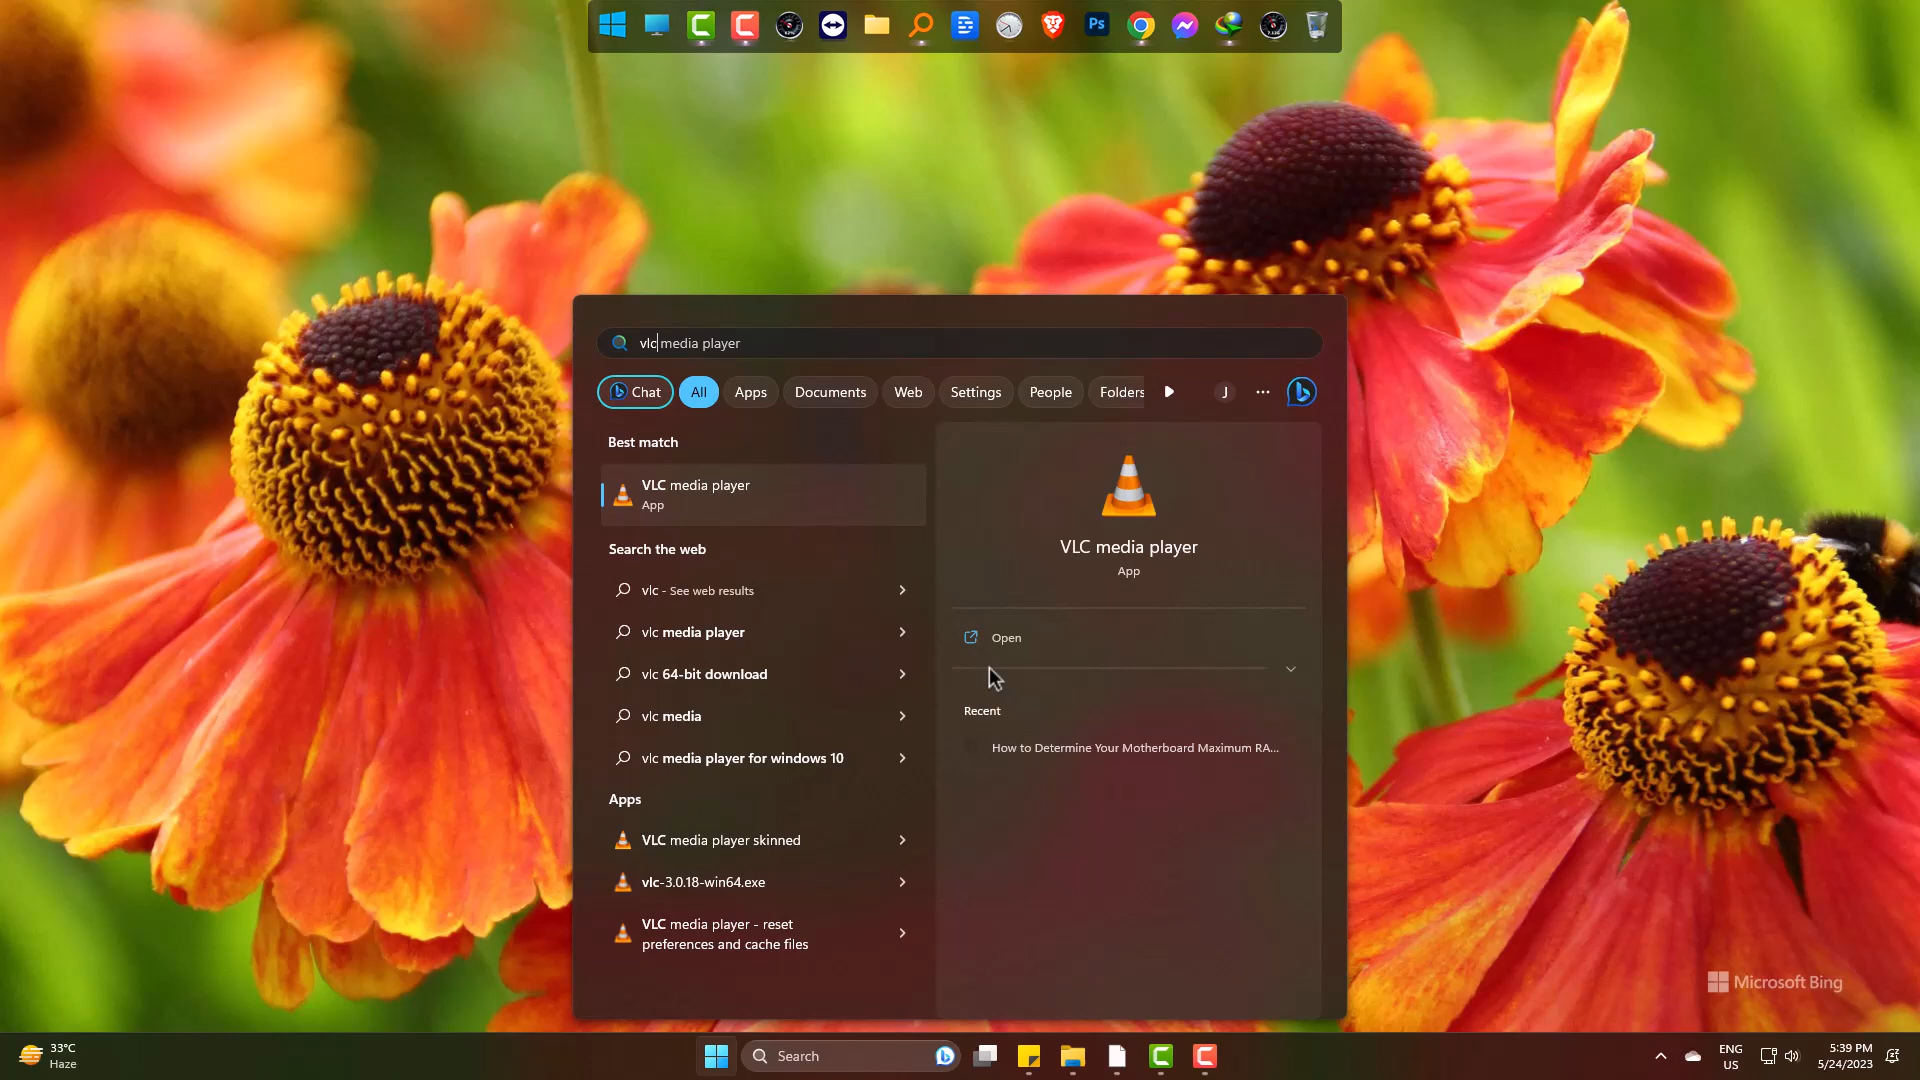 Ps
vlc media player
Chat
All
Apps
Documents
Web
Settings
People
Folders
J
Best match
VLC media player
App
Search the web
vlc - See web results
vlc media player
vlc 64-bit download
vlc media
vlc media player for windows 10
Apps
VLC media player skinned
vlc-3.0.18-win64.exe
VLC media player - reset
preferences and cache files
VLC media player
App
Open
Recent
How to Determine Your Motherboard Maximum RA...
Microsoft Bing
33°C
Haze
Search
ENG
US
5:39 PM
5/24/2023